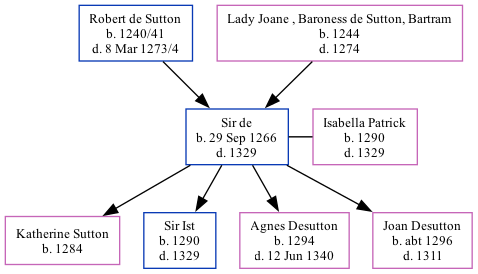 Robert de Sutton
b. 1240/41
d. 8 Mar 1273/4
Lady Joane , Baroness de Sutton, Bartram
b. 1244
d. 1274
Sir de
b. 29 Sep 1266
d. 1329
Isabella Patrick
b. 1290
d. 1329
Katherine Sutton
b. 1284
Sir Ist
b. 1290
d. 1329
Agnes Desutton
b. 1294
d. 12 Jun 1340
Joan Desutton
b. abt 1296
d. 1311